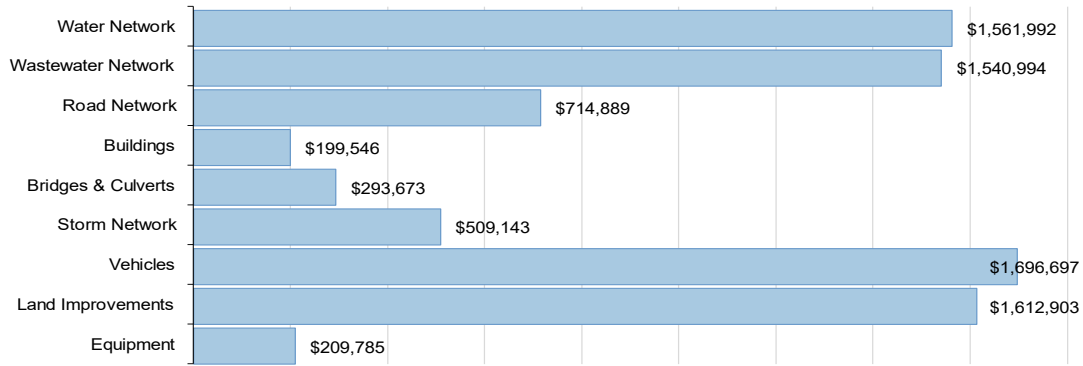 Water Network $1,561,992
Wastewater Network $1,540,994
Road Network $714,889
Buildings $199,546
Bridges & Culverts $293,673
Storm Network $509,143
Vehicles $1,696,697
Land Improvements $1,612,903
Equipment $209,785